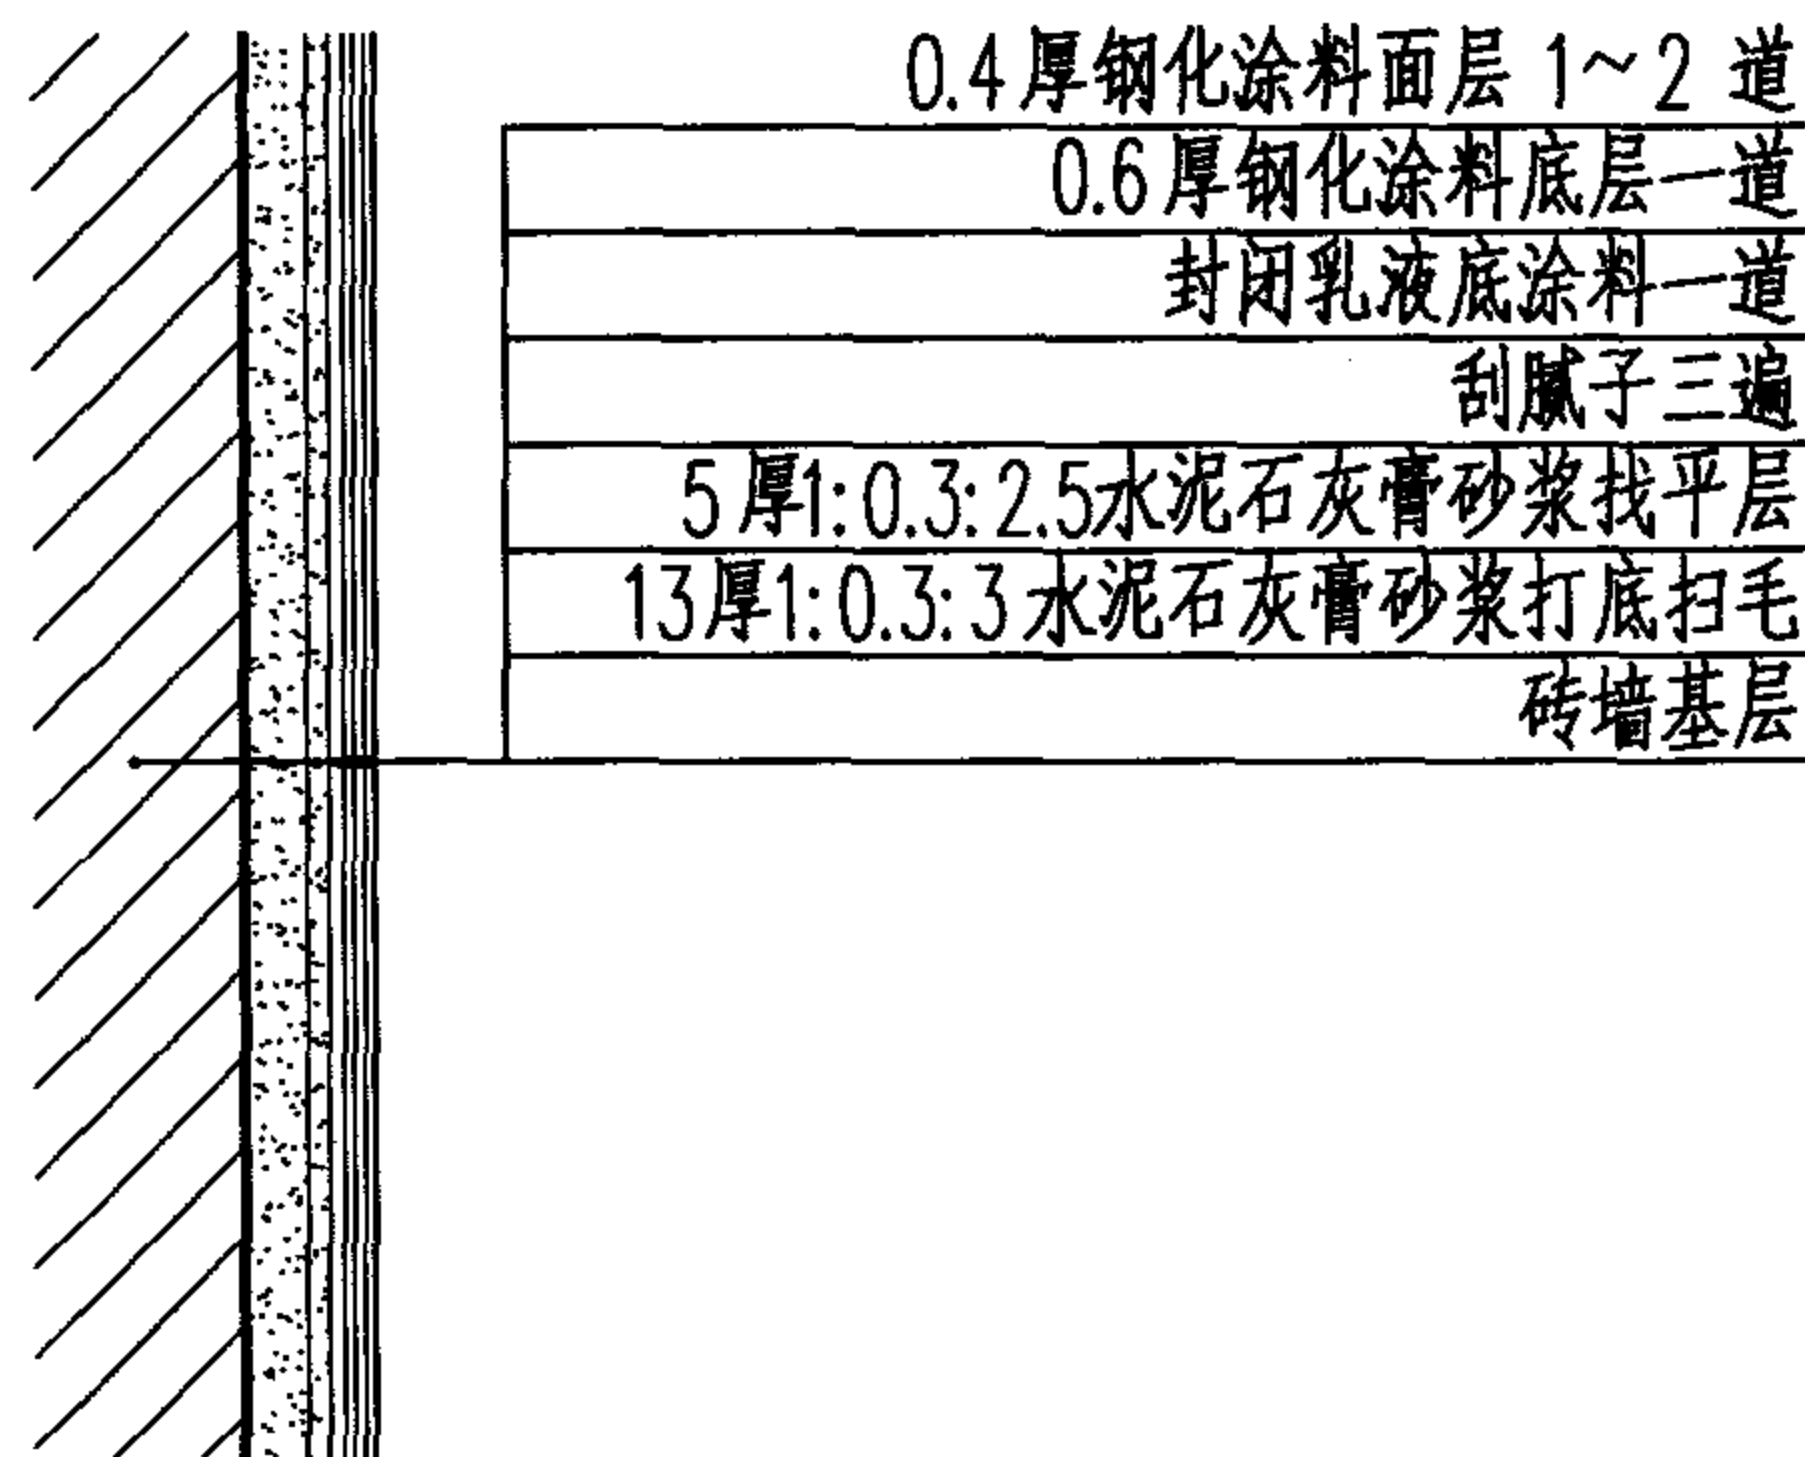 0.4厚钢化涂料面层 1~2 道
0.6厚钢化涂料底层一道
封闭乳液底涂料一道
刮腻子三遍
5厚1:0.3:2.5水泥石灰膏砂浆找平层
13厚1:0.3:3水泥石灰膏砂浆打底扫毛
砖墙基层